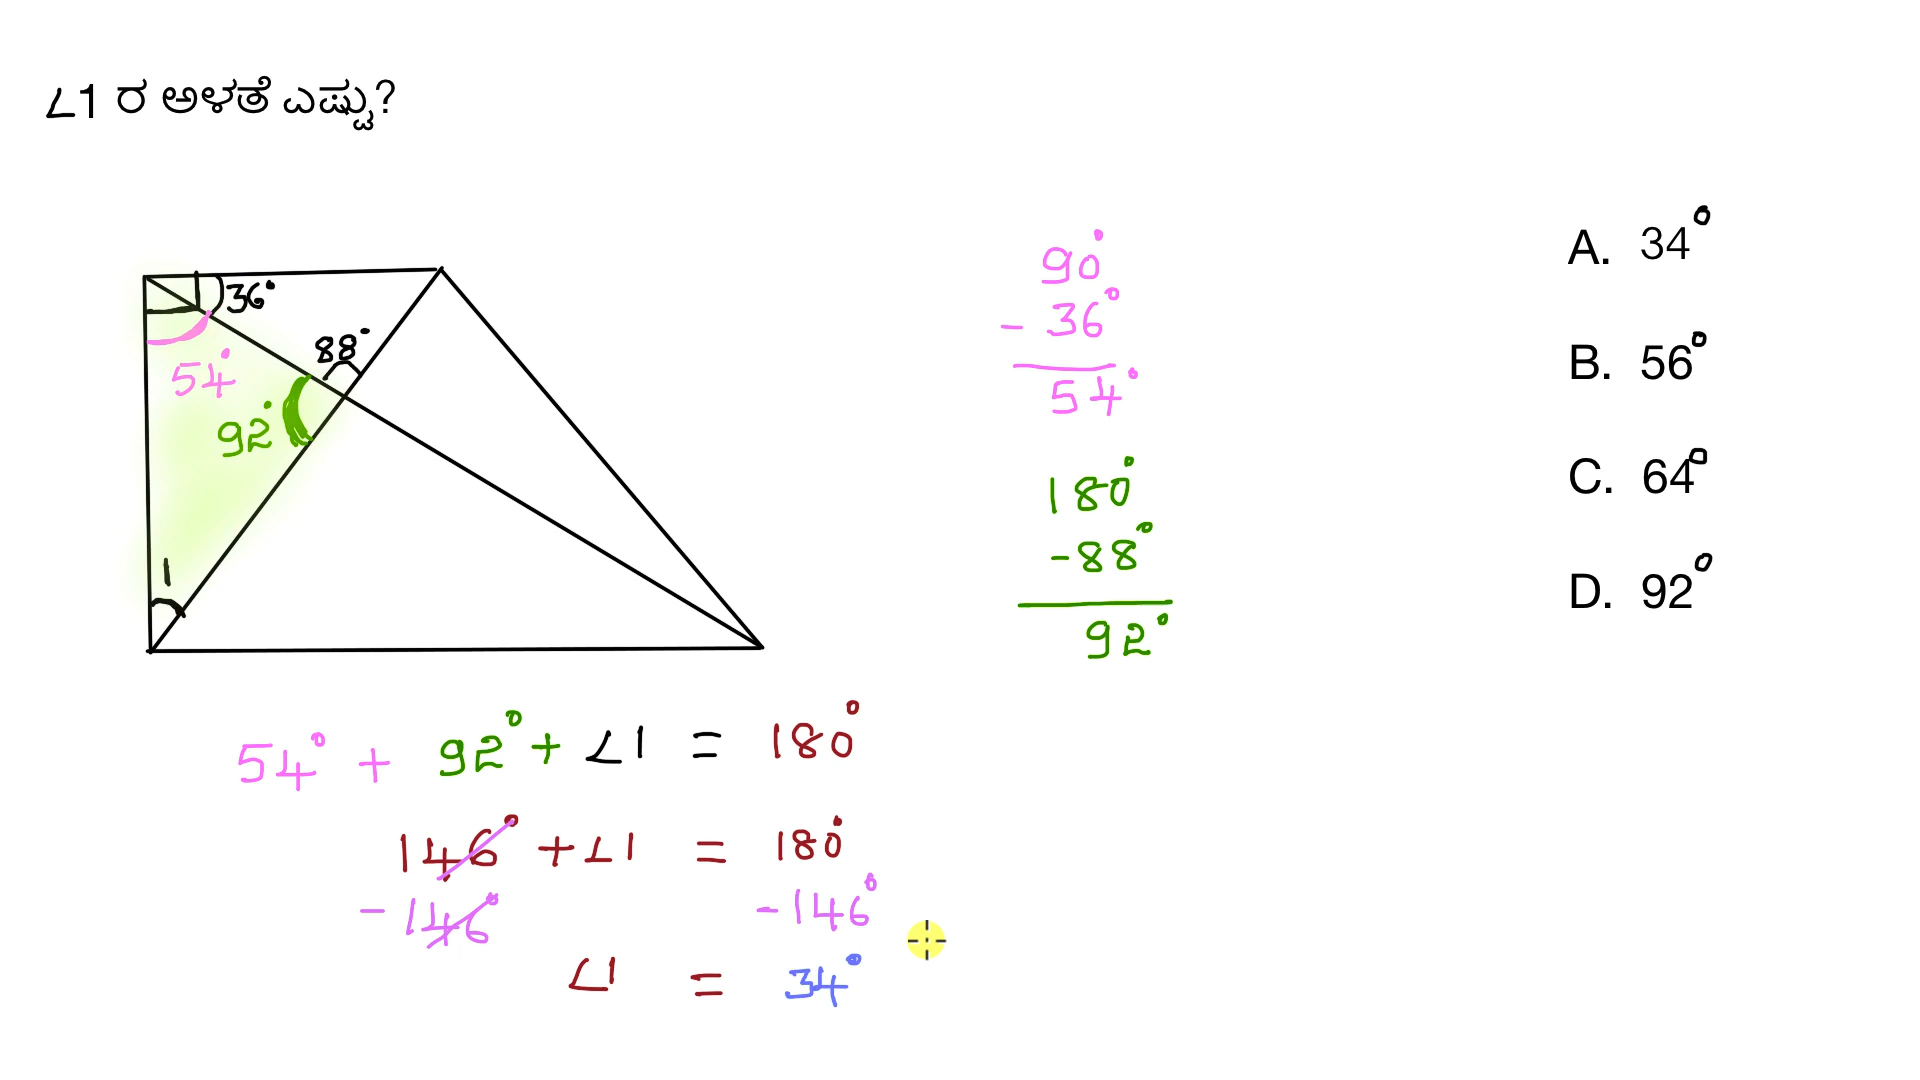 ∠1 ರ ಅಳತೆ ಎಷ್ಟು?
36°
88°
54°
92°
1
90°
- 36°
54°
180°
-88°
92°
A. 34°
B. 56°
C. 64°
D. 92°
54° + 92° + ∠1 = 180°
146° + ∠1 = 180°
- 146° - 146°
∠1 = 34°